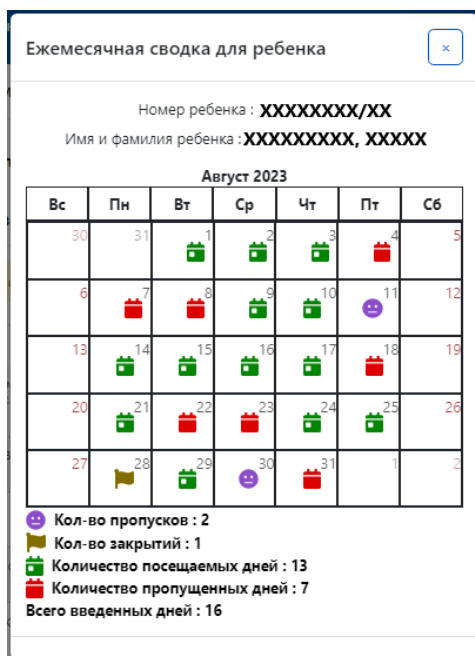 Ежемесячная сводка для ребенка ×
Номер ребенка : XXXXXXXX/XX
Имя и фамилия ребенка :XXXXXXXXX, XXXXX
Август 2023
Вс Пн Вт Ср Чт Пт Сб
30 31 1 2 3 4 5
6 7 8 9 10 11 12
13 14 15 16 17 18 19
20 21 22 23 24 25 26
27 28 29 30 31 1 2
Кол-во пропусков : 2
Кол-во закрытий : 1
Количество посещаемых дней : 13
Количество пропущенных дней : 7
Всего введенных дней : 16